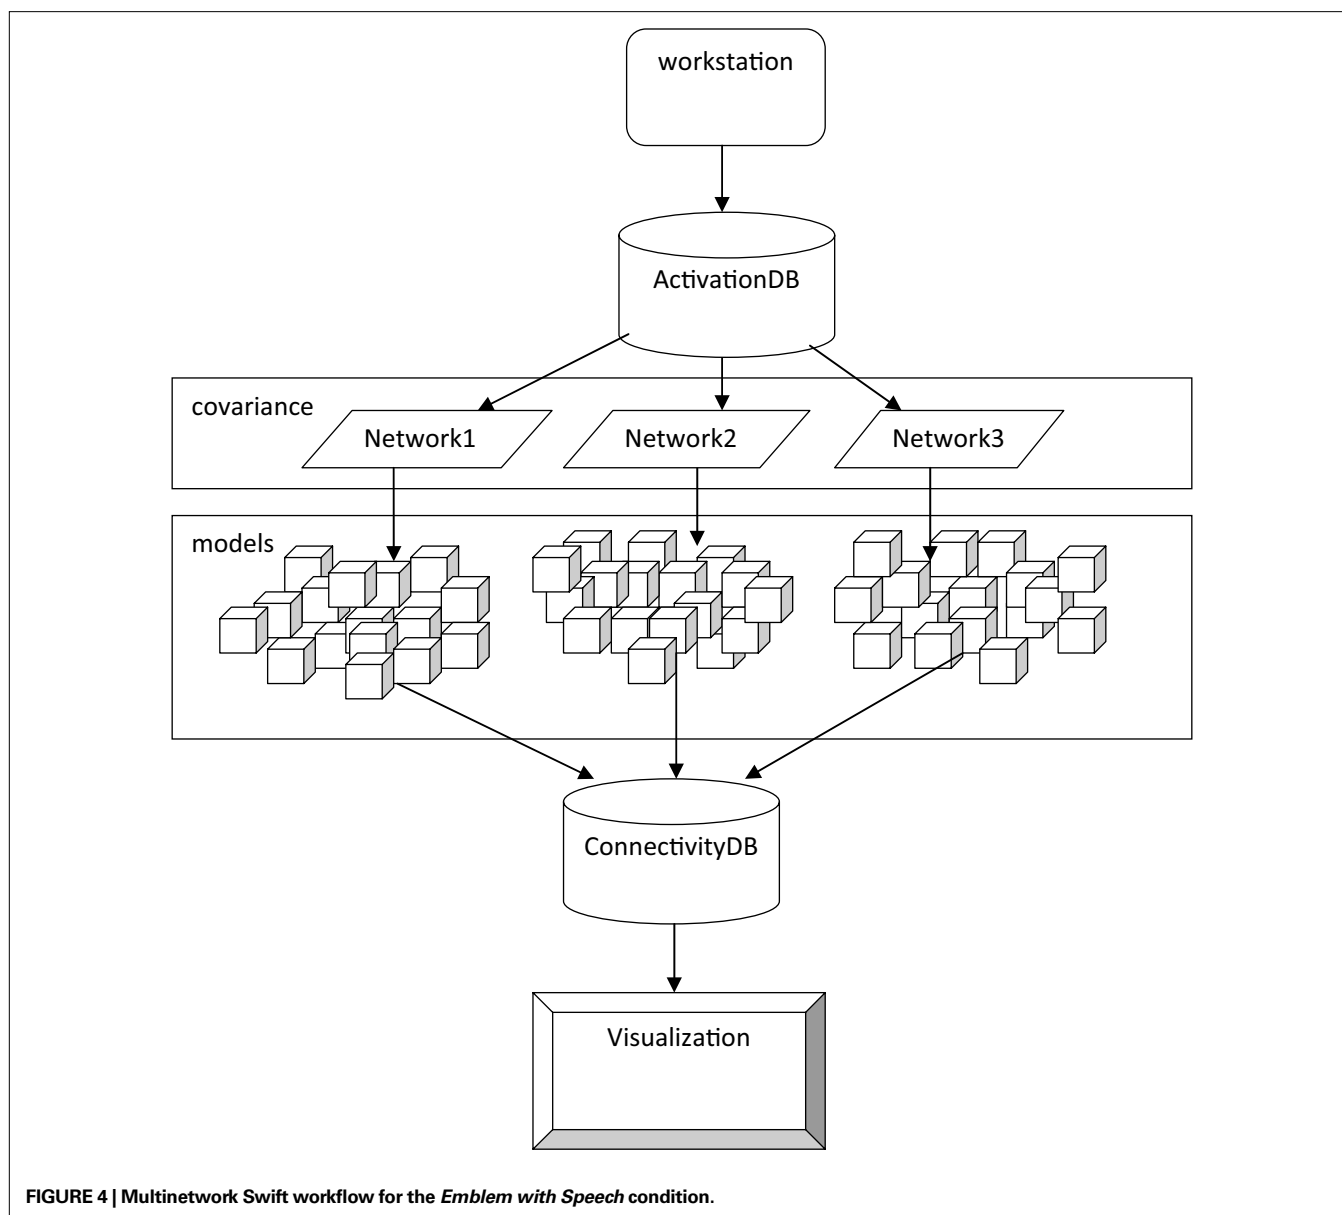 workstation
ActivationDB
covariance
Network1
Network2
Network3
models
ConnectivityDB
Visualization
FIGURE 4 | Multinetwork Swift workflow for the Emblem with Speech condition.